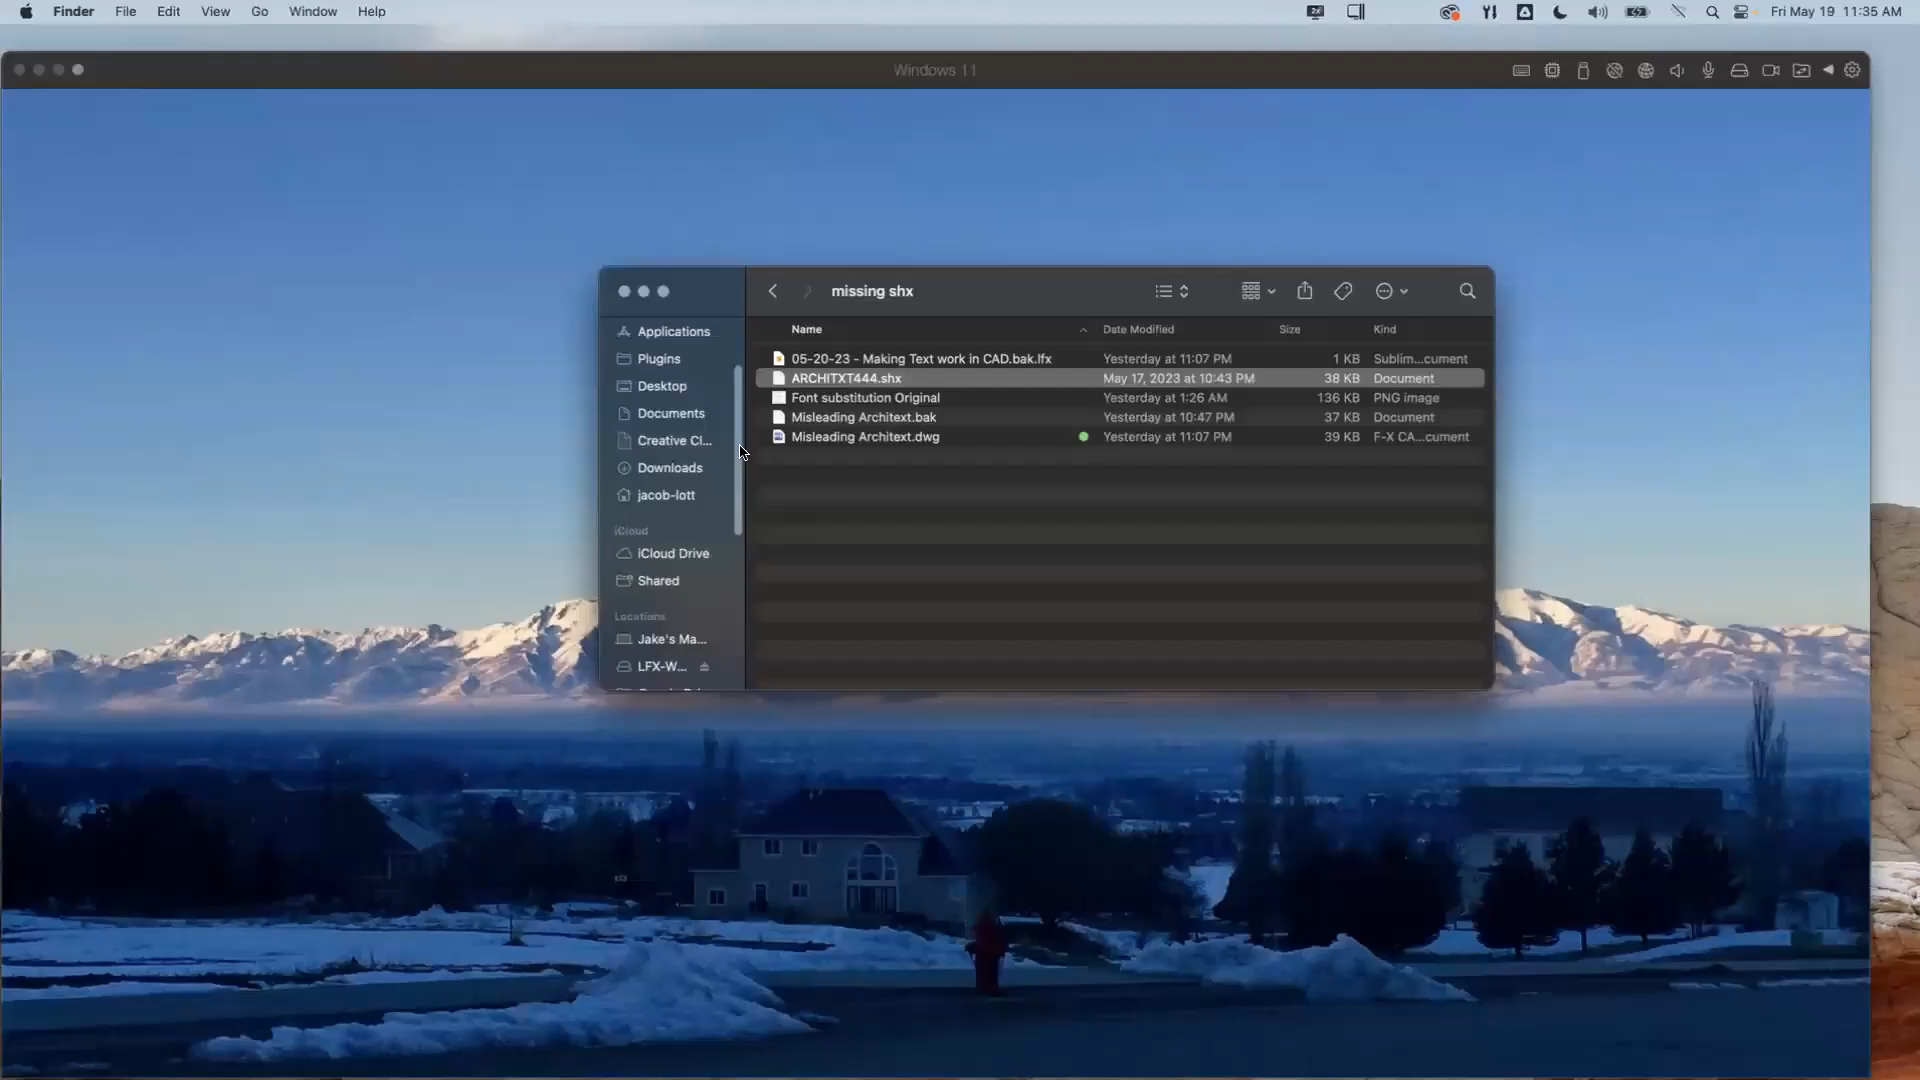 Finder File Edit View Go Window Help Fri May 19 11:35 AM
Windows 11
missing shx
Name Date Modified Size Kind
Applications
Plugins
Desktop
Documents
Creative Cl...
Downloads
jacob-lott
iCloud
iCloud Drive
Shared
Locations
Jake's Ma...
LFX-W...
05-20-23 - Making Text work in CAD.bak.lfx Yesterday at 11:07 PM 1 KB Sublim...cument
ARCHITXT444.shx May 17, 2023 at 10:43 PM 38 KB Document
Font substitution Original Yesterday at 1:26 AM 136 KB PNG image
Misleading Architext.bak Yesterday at 10:47 PM 37 KB Document
Misleading Architext.dwg Yesterday at 11:07 PM 39 KB F-X CA...cument